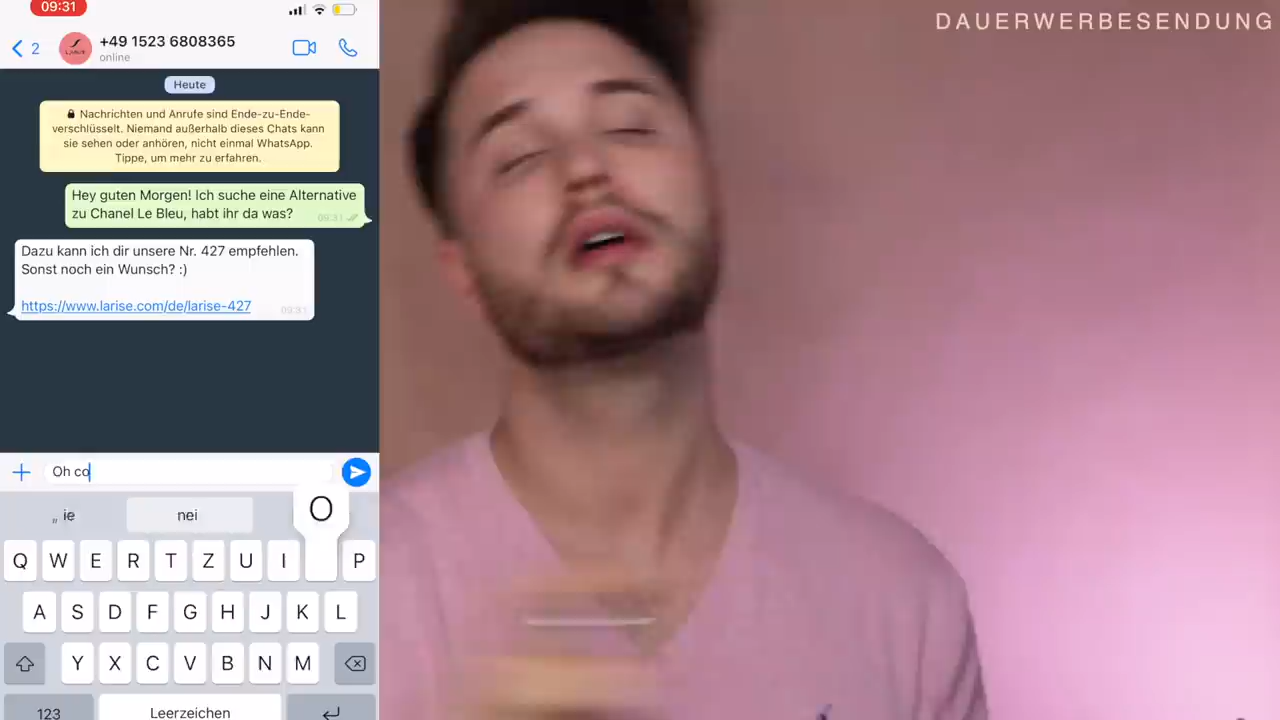 09:31
DAUERWERBESENDUNG
2
+49 1523 6808365
online
Heute
Nachrichten und Anrufe sind Ende-zu-Ende-
verschlüsselt. Niemand außerhalb dieses Chats kann
sie sehen oder anhören, nicht einmal WhatsApp.
Tippe, um mehr zu erfahren.
Hey guten Morgen! Ich suche eine Alternative
zu Chanel Le Bleu, habt ihr da was?
09:31
Dazu kann ich dir unsere Nr. 427 empfehlen.
Sonst noch ein Wunsch? :)
https://www.larise.com/de/larise-427
09:31
Oh co
„ ie nei O
Q W E R T Z U I P
A S D F G H J K L
Y X C V B N M
123 Leerzeichen